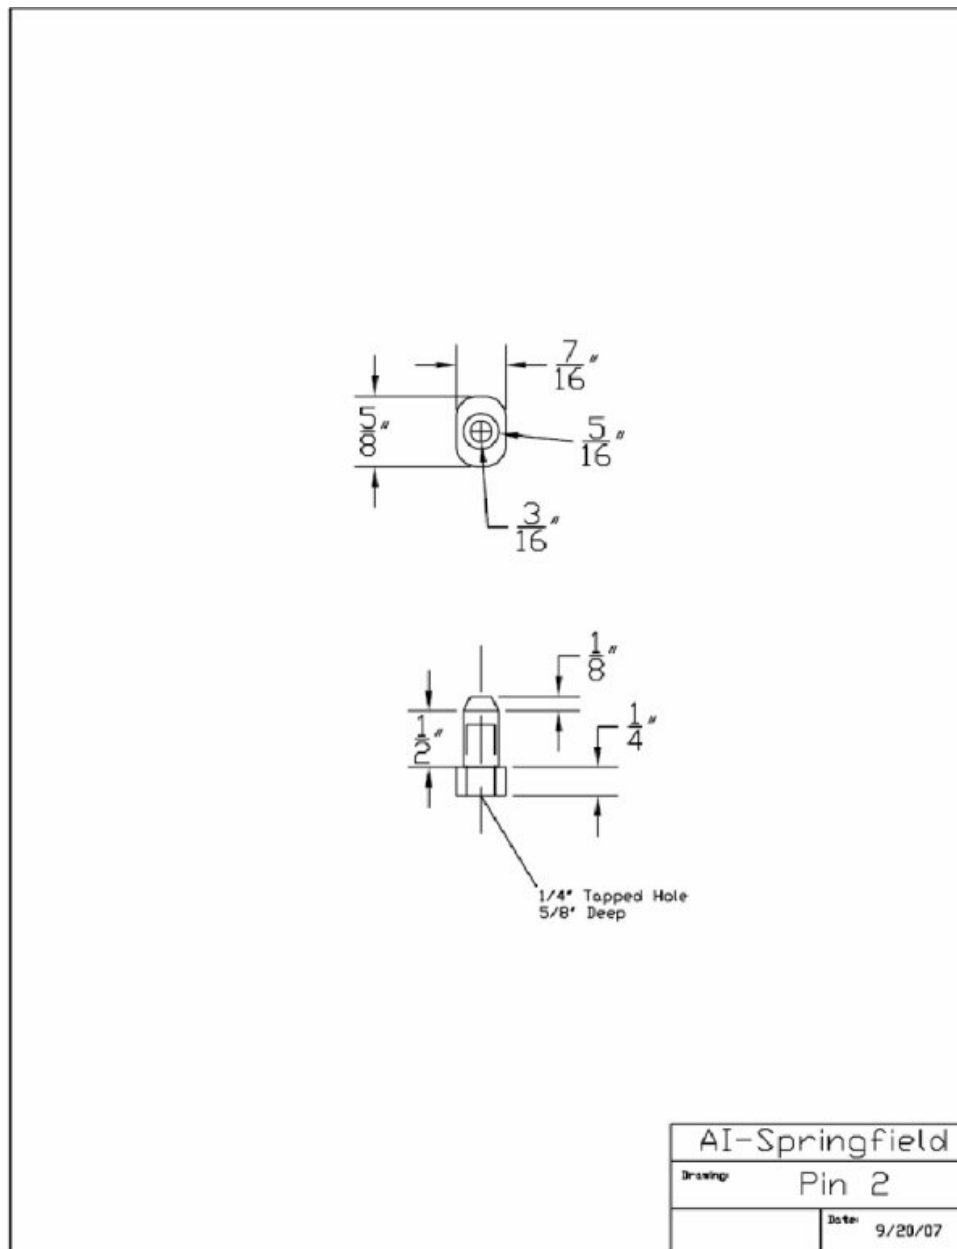 7/16"
5/8"
5/16"
3/16"
1/8"
1/2"
1/4"
1/4" Tapped Hole
5/8" Deep
AI-Springfield
Drawing: Pin 2
Date: 9/20/07